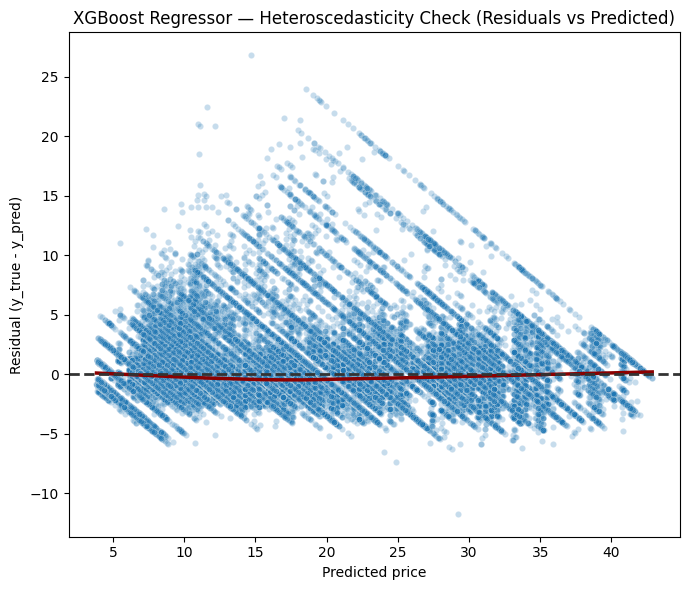 XGBoost Regressor — Heteroscedasticity Check (Residuals vs Predicted)
25
20
15
10
5
0
−5
−10
Residual (y_true - y_pred)
5 10 15 20 25 30 35 40
Predicted price